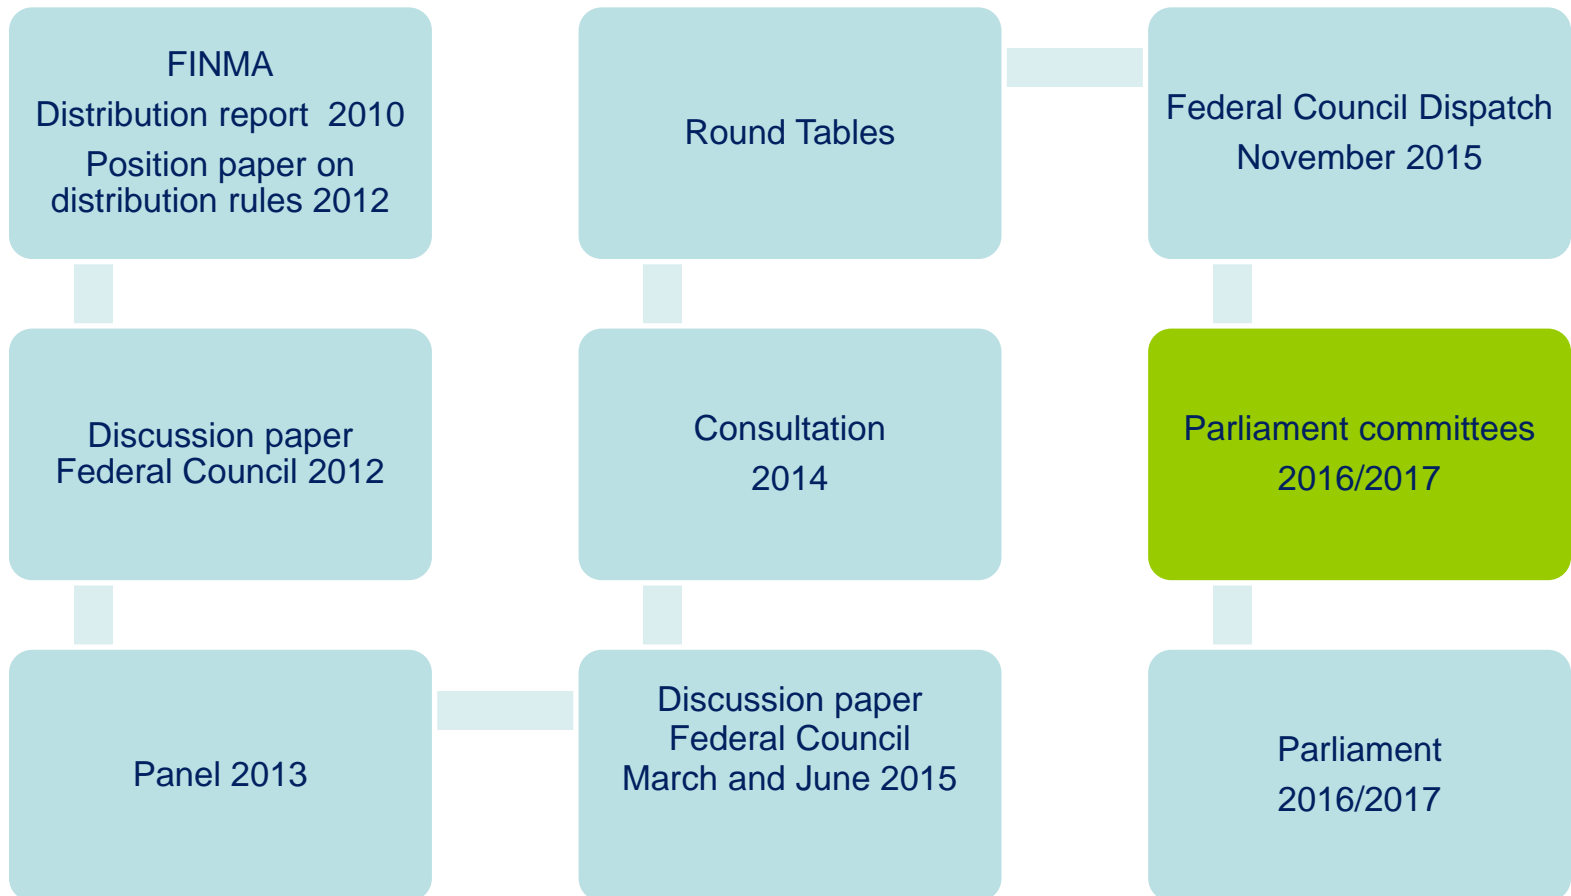 FINMA
Distribution report 2010
Position paper on
distribution rules 2012
Discussion paper
Federal Council 2012
Panel 2013
Discussion paper
Federal Council
March and June 2015
Consultation
2014
Round Tables
Federal Council Dispatch
November 2015
Parliament committees
2016/2017
Parliament
2016/2017